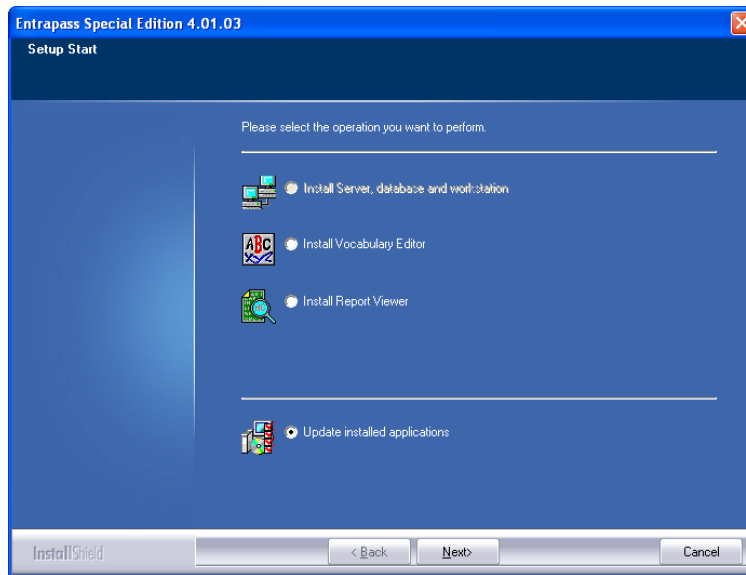 Entrapass Special Edition 4.01.03
Setup Start
Please select the operation you want to perform.
Install Server, database and workstation
ABC
Install Vocabulary Editor
Install Report Viewer
Update installed applications
InstallShield
< Back
Next>
Cancel